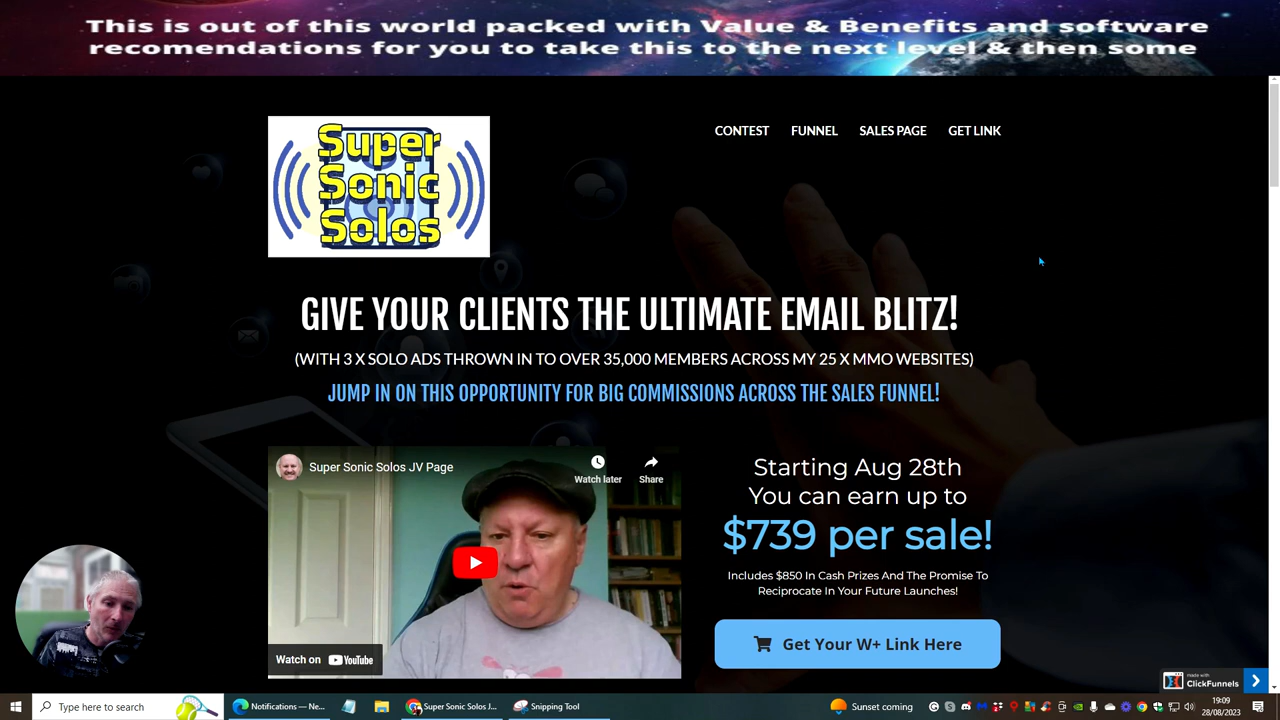 This is out of this world packed with Value & Benefits and software
recomendations for you to take this to the next level & then some
Super
Sonic
Solos
CONTEST FUNNEL SALES PAGE GET LINK
GIVE YOUR CLIENTS THE ULTIMATE EMAIL BLITZ!
(WITH 3 X SOLO ADS THROWN IN TO OVER 35,000 MEMBERS ACROSS MY 25 X MMO WEBSITES)
JUMP IN ON THIS OPPORTUNITY FOR BIG COMMISSIONS ACROSS THE SALES FUNNEL!
Super Sonic Solos JV Page
Watch later
Share
Watch on YouTube
Starting Aug 28th
You can earn up to
$739 per sale!
Includes $850 In Cash Prizes And The Promise To
Reciprocate In Your Future Launches!
Get Your W+ Link Here
made with
ClickFunnels
Type here to search
Notifications — Ne...
Super Sonic Solos J...
Snipping Tool
Sunset coming
19:09
28/08/2023